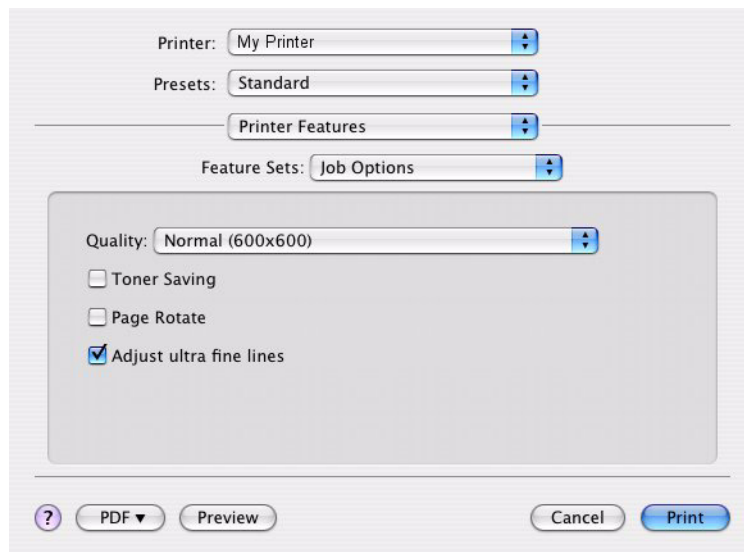 Printer: My Printer
Presets: Standard
Printer Features
Feature Sets: Job Options
Quality: Normal (600x600)
Toner Saving
Page Rotate
Adjust ultra fine lines
? PDF ▼ Preview Cancel Print